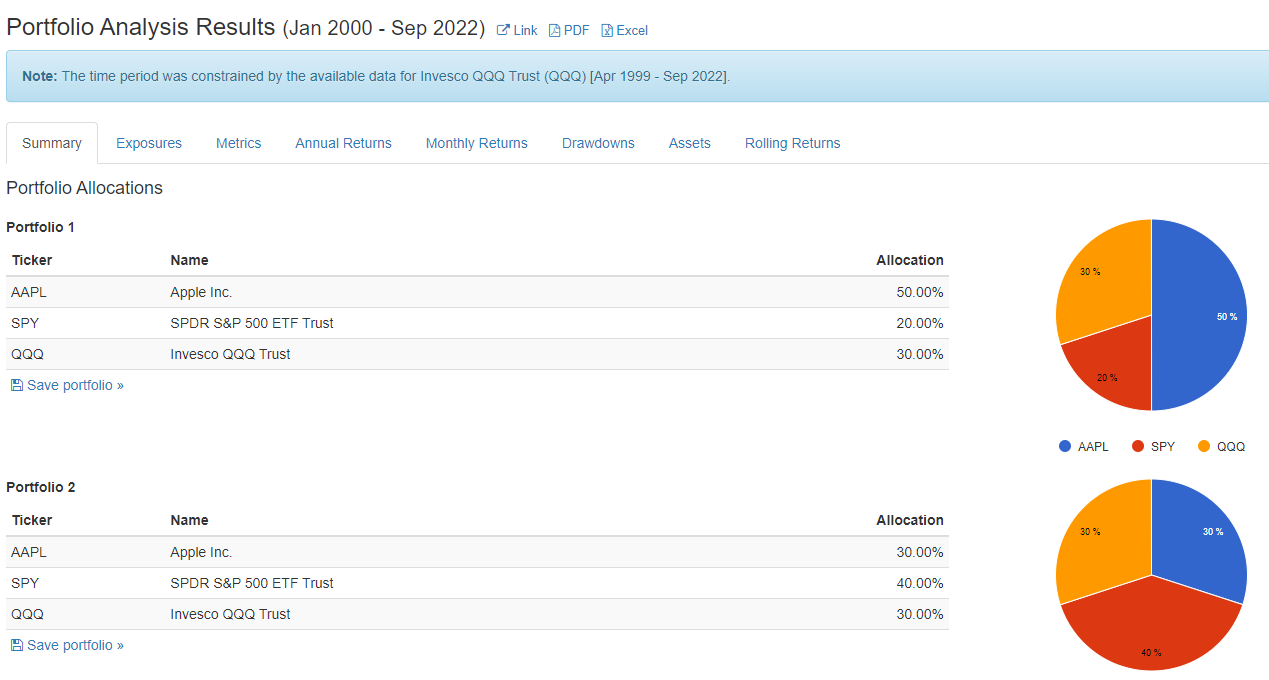 Portfolio Analysis Results (Jan 2000 - Sep 2022) Link PDF Excel
Note: The time period was constrained by the available data for Invesco QQQ Trust (QQQ) [Apr 1999 - Sep 2022].
Summary Exposures Metrics Annual Returns Monthly Returns Drawdowns Assets Rolling Returns
Portfolio Allocations
Portfolio 1
Ticker Name Allocation
AAPL Apple Inc. 50.00%
SPY SPDR S&P 500 ETF Trust 20.00%
QQQ Invesco QQQ Trust 30.00%
Save portfolio »
30 %
50 %
20 %
AAPL SPY QQQ
Portfolio 2
Ticker Name Allocation
AAPL Apple Inc. 30.00%
SPY SPDR S&P 500 ETF Trust 40.00%
QQQ Invesco QQQ Trust 30.00%
Save portfolio »
30 % 30 %
40 %